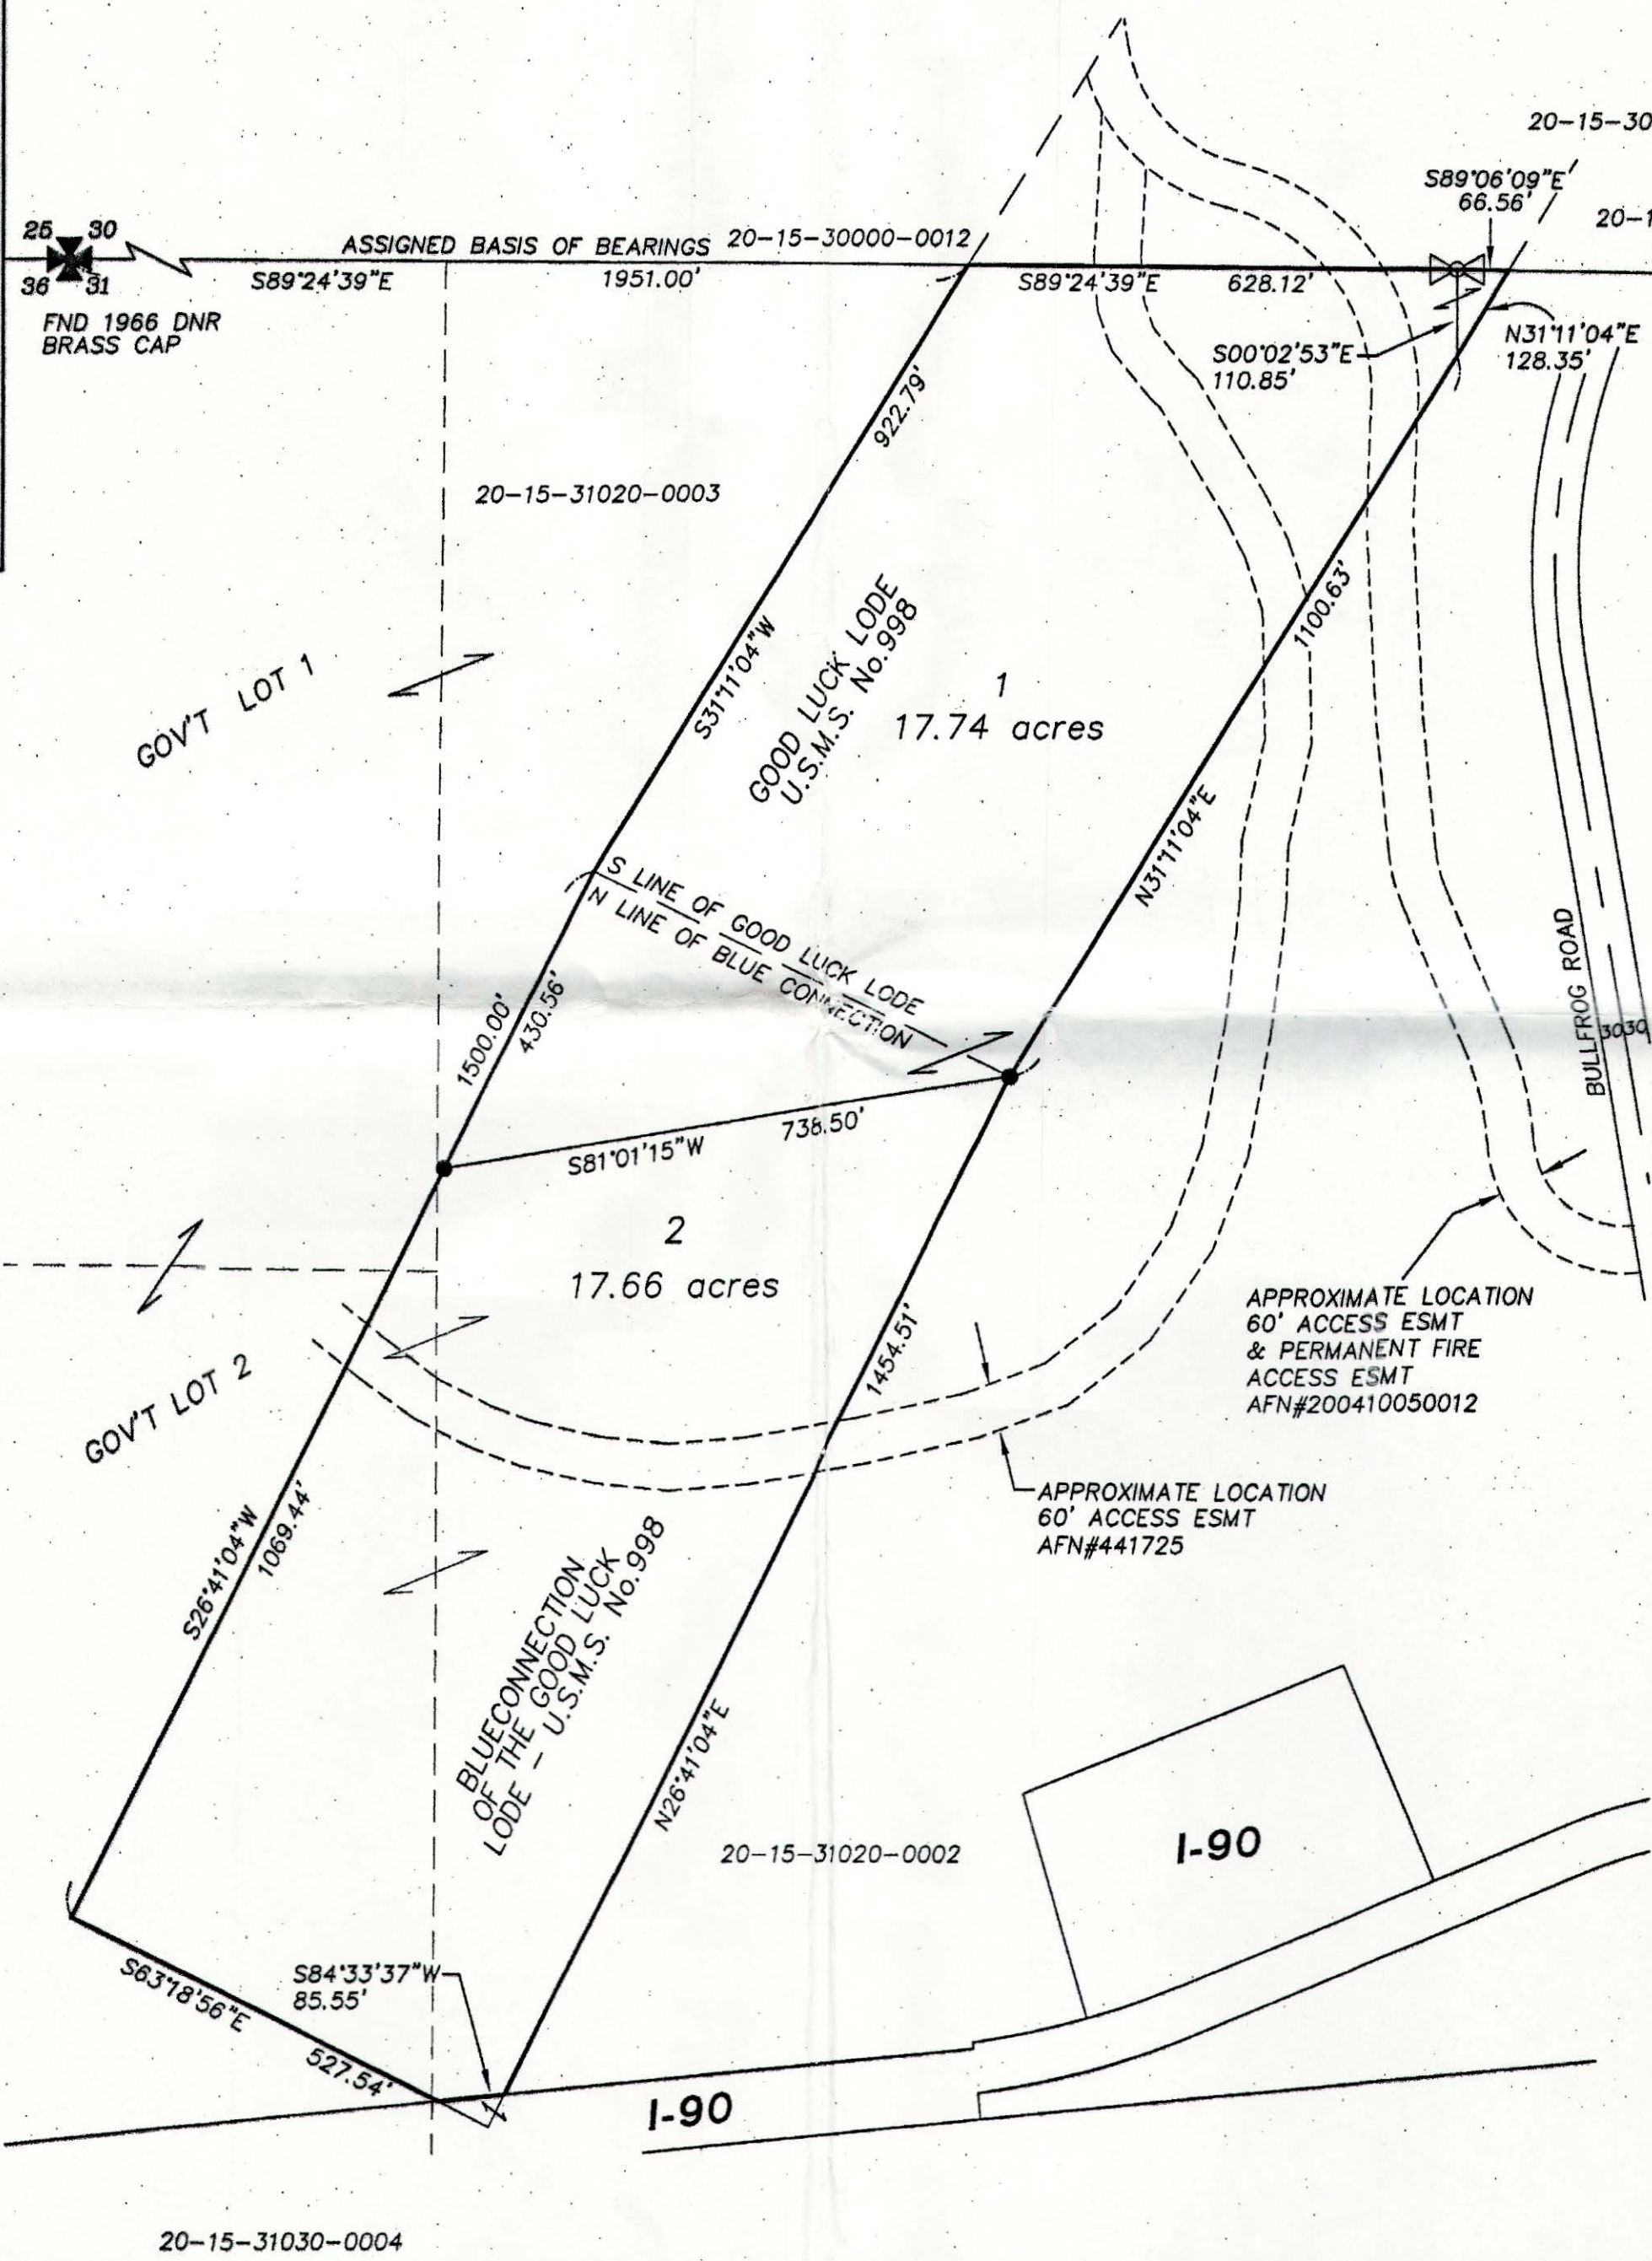 20-15-30
S89°06'09"E
66.56'
20-1
25 30
36 31
ASSIGNED BASIS OF BEARINGS
20-15-30000-0012
S89°24'39"E
1951.00'
S89°24'39"E
628.12'
FND 1966 DNR
BRASS CAP
S00°02'53"E
110.85'
N31°11'04"E
128.35'
922.79'
20-15-31020-0003
1100.63'
GOV'T LOT 1
S31°11'04"W
GOOD LUCK LODE
U.S.M.S. No.998
1
17.74 acres
N31°11'04"E
S LINE OF GOOD LUCK LODE
N LINE OF BLUE CONNECTION
1500.00'
430.56'
BULLFROG ROAD
3030
S81°01'15"W
738.50'
2
17.66 acres
GOV'T LOT 2
1454.51'
APPROXIMATE LOCATION
60' ACCESS ESMT
& PERMANENT FIRE
ACCESS ESMT
AFN#200410050012
APPROXIMATE LOCATION
60' ACCESS ESMT
AFN#441725
S26°41'04"W
1069.44'
BLUECONNECTION
OF THE GOOD LUCK
LODE - U.S.M.S. No.998
N26°41'04"E
20-15-31020-0002
I-90
S63°18'56"E
527.54'
S84°33'37"W
85.55'
I-90
20-15-31030-0004